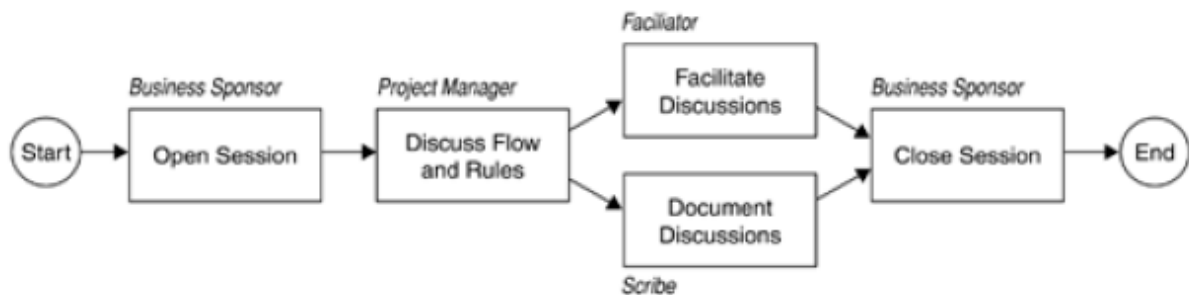 Faciliator
Facilitate
Discussions
Business Sponsor
Project Manager
Business Sponsor
Start
Open Session
Discuss Flow
and Rules
Close Session
End
Document
Discussions
Scribe